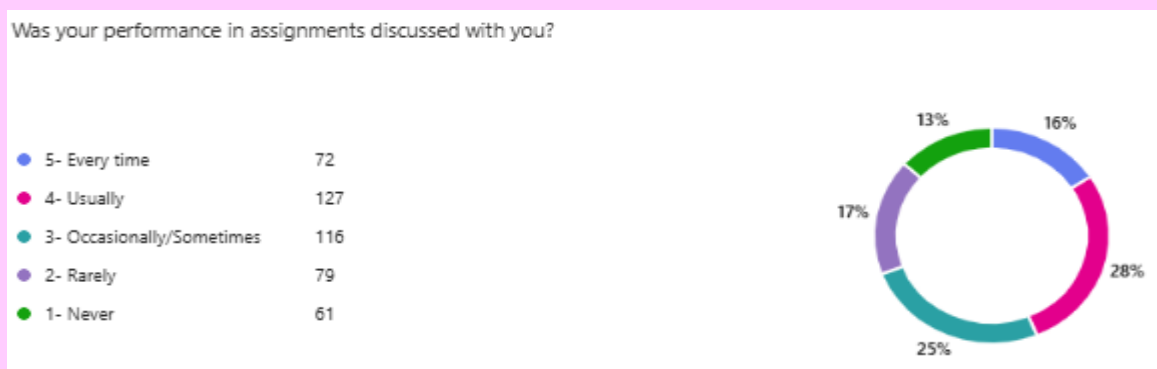 Was your performance in assignments discussed with you?
5- Every time 72
4- Usually 127
3- Occasionally/Sometimes 116
2- Rarely 79
1- Never 61
13%
16%
17%
28%
25%